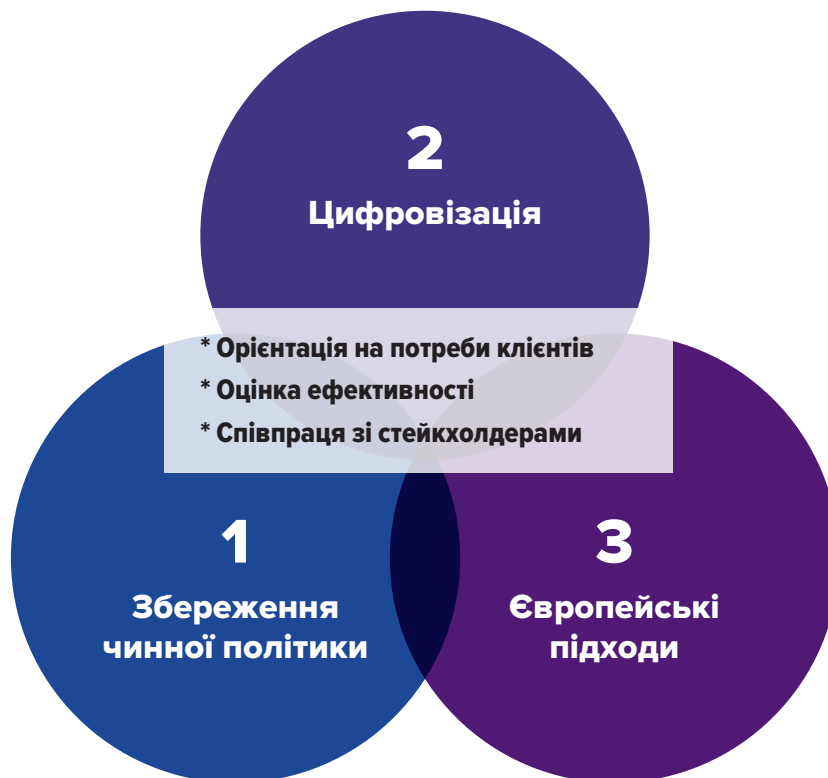 2
Цифровізація
* Орієнтація на потреби клієнтів
* Оцінка ефективності
* Співпраця зі стейкхолдерами
1
Збереження
чинної політики
3
Європейські
підходи